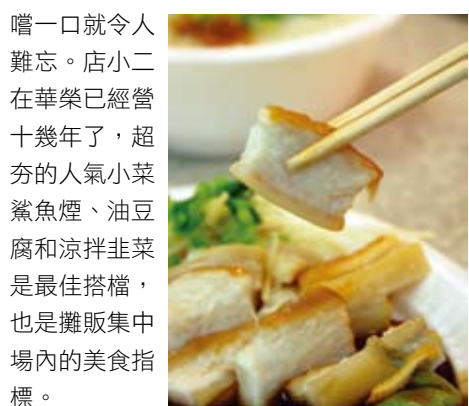 嚐一口就令人
難忘。店小二
在華榮已經營
十幾年了，超
夯的人氣小菜
鯊魚煙、油豆
腐和涼拌韭菜
是最佳搭檔，
也是攤販集中
場內的美食指
標。